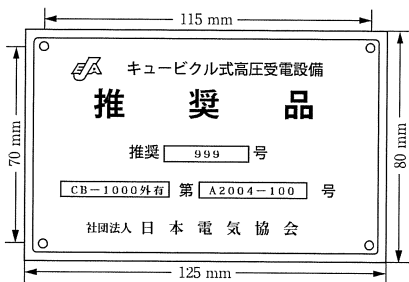 115 mm
JEA キュービクル式高圧受電設備
推奨品
70 mm
80 mm
推奨 999 号
CB-1000外有 第 A2004-100 号
社団法人 日本電気協会
125 mm